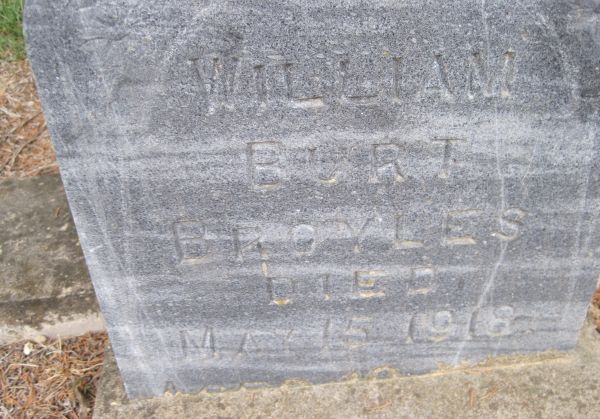 WILLIAM
BURT
BROYLES
DIED
MAY 15 1918